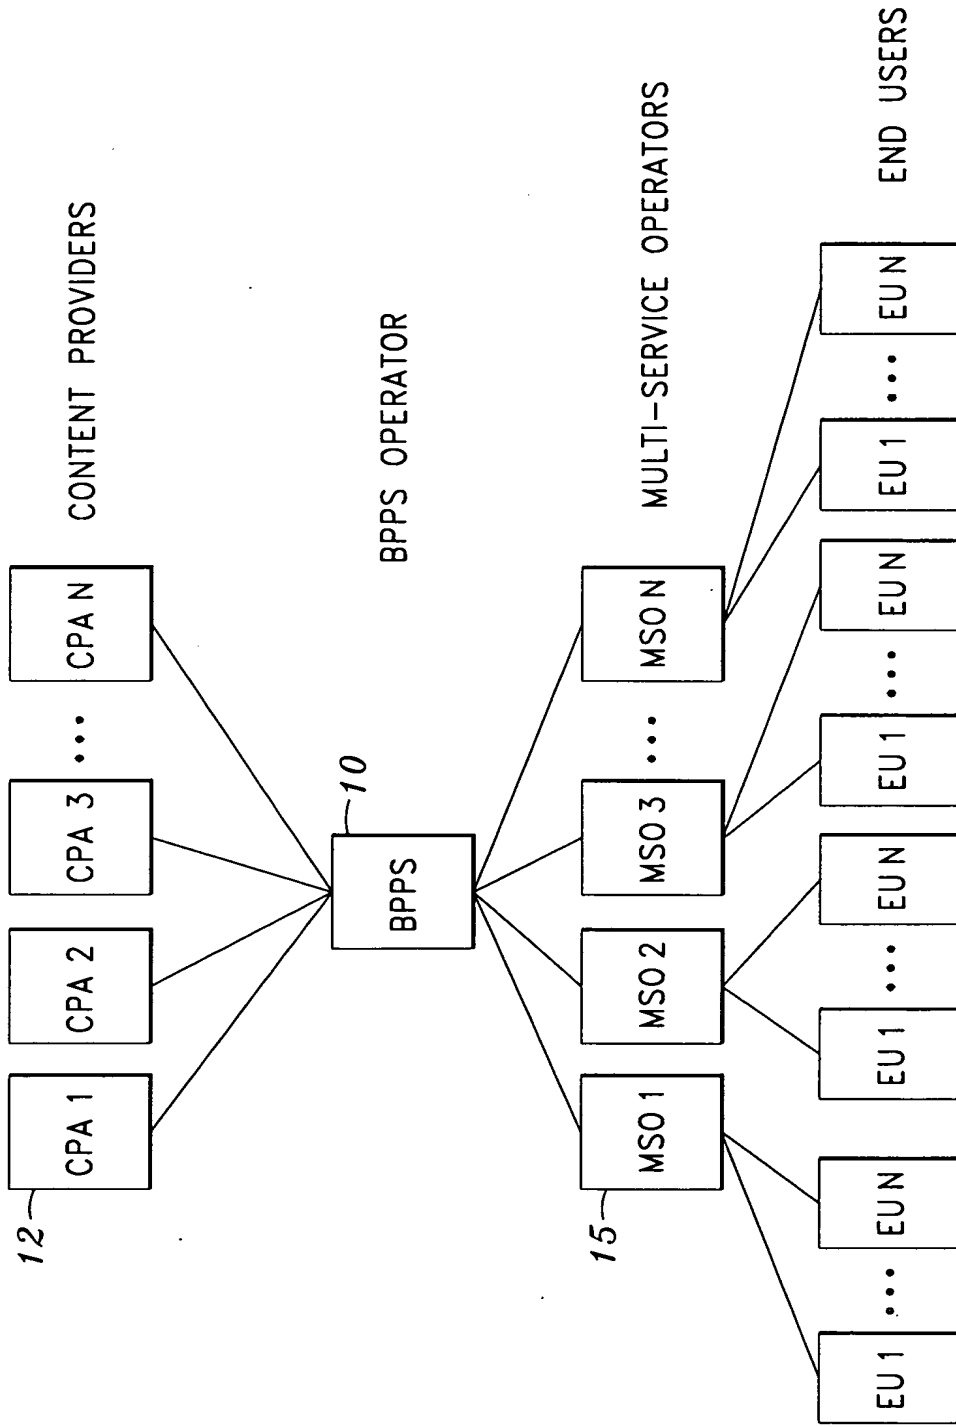 CPA 1 CPA 2 CPA 3 ... CPA N CONTENT PROVIDERS
12
BPPS BPPS OPERATOR
10
MSO 1 MSO 2 MSO 3 ... MSO N MULTI-SERVICE OPERATORS
15
EU 1 ... EU N EU 1 ... EU N EU 1 ... EU N EU 1 ... EU N END USERS